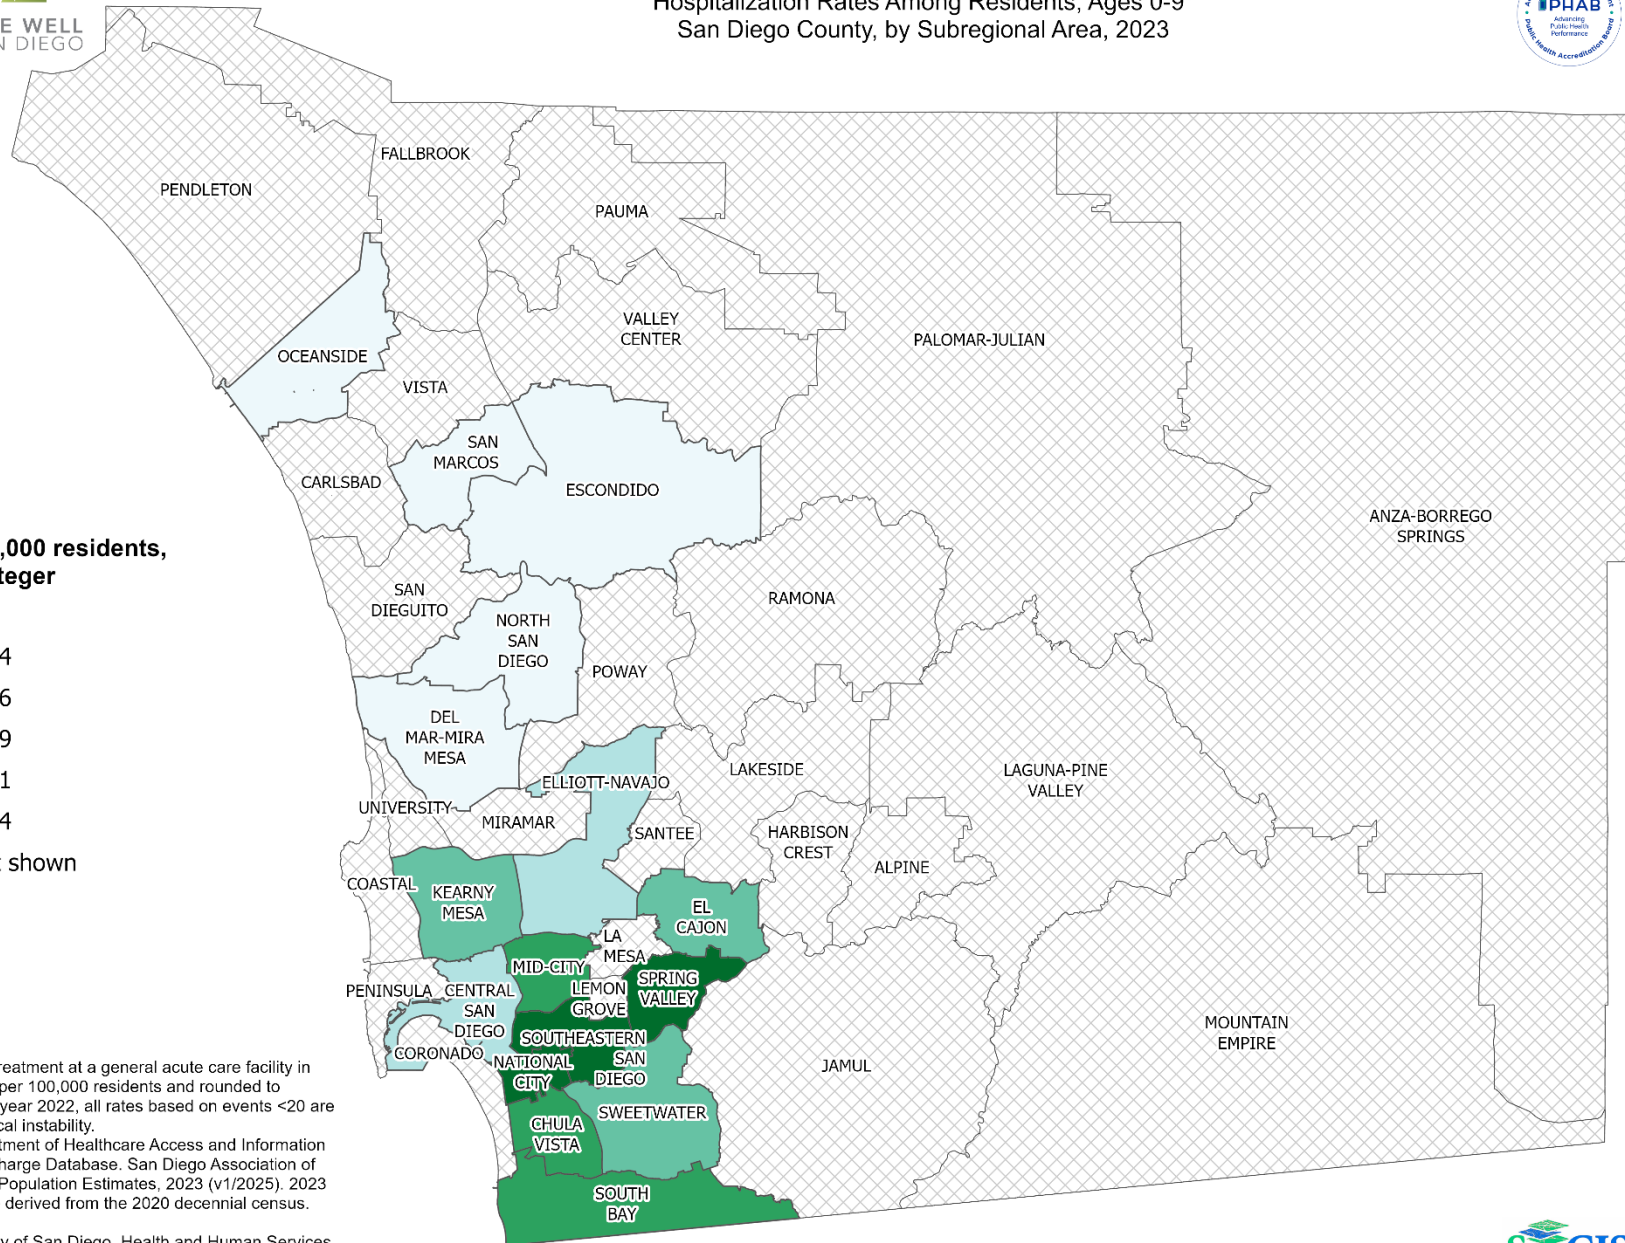 E WELL
N DIEGO
Hospitalization Rates Among Residents, Ages 0-9
San Diego County, by Subregional Area, 2023
PHAB
Advancing
Public Health
Performance
Public Health Accreditation Board
FALLBROOK
PENDLETON
PAUMA
VALLEY
CENTER
PALOMAR-JULIAN
OCEANSIDE
VISTA
SAN
MARCOS
CARLSBAD
ESCONDIDO
ANZA-BORREGO
SPRINGS
,000 residents,
teger
4
6
9
1
4
t shown
SAN
DIEGUITO
RAMONA
NORTH
SAN
DIEGO
POWAY
DEL
MAR-MIRA
MESA
ELLIOTT-NAVAJO
LAKESIDE
LAGUNA-PINE
VALLEY
UNIVERSITY
MIRAMAR
SANTEE
HARBISON
CREST
ALPINE
COASTAL
KEARNY
MESA
EL
CAJON
LA
MESA
MID-CITY
SPRING
VALLEY
PENINSULA
CENTRAL
SAN
DIEGO
LEMON
GROVE
CORONADO
SOUTHEASTERN
SAN
DIEGO
NATIONAL
CITY
JAMUL
MOUNTAIN
EMPIRE
SWEETWATER
CHULA
VISTA
SOUTH
BAY
reatment at a general acute care facility in
per 100,000 residents and rounded to
year 2022, all rates based on events <20 are
cal instability.
tment of Healthcare Access and Information
harge Database. San Diego Association of
Population Estimates, 2023 (v1/2025). 2023
derived from the 2020 decennial census.
y of San Diego, Health and Human Services